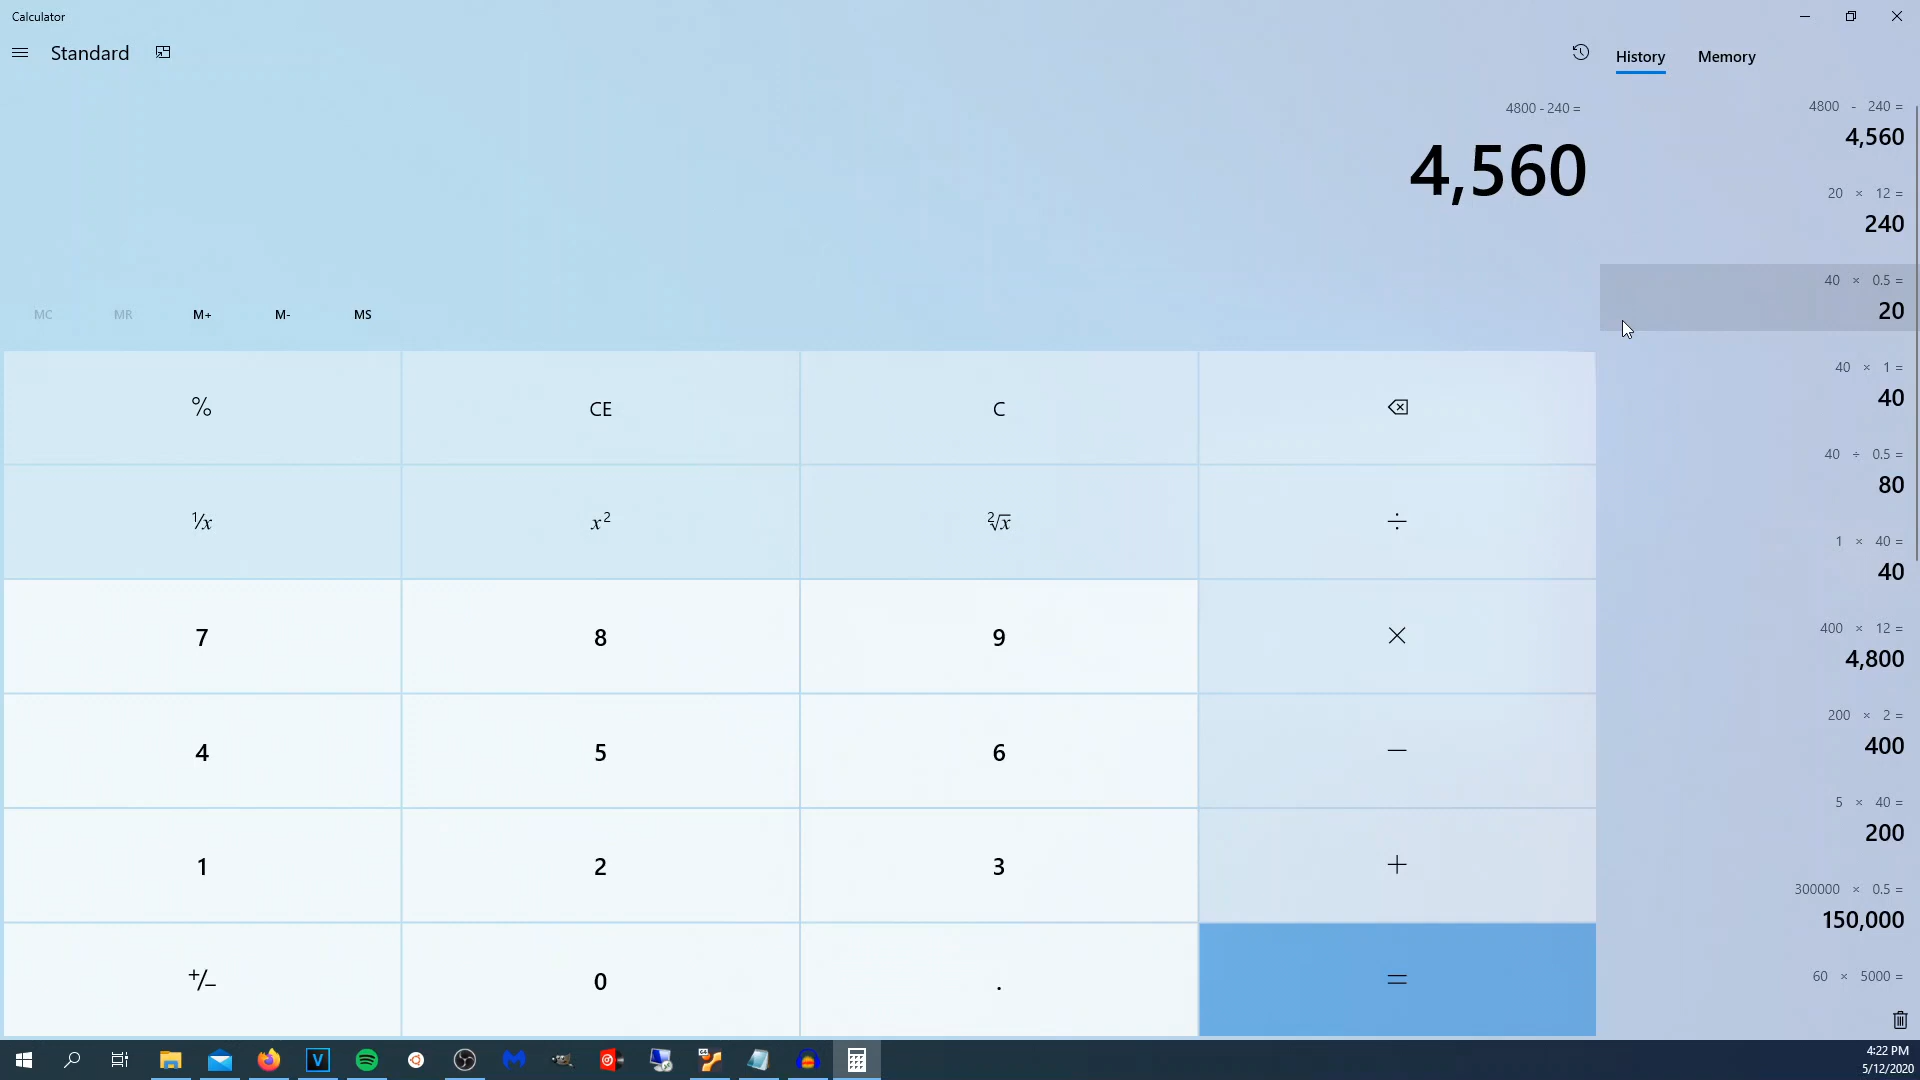 Calculator
Standard
History
Memory
4800 - 240 =
4,560
4800 - 240 =
4,560
20 × 12 =
240
40 × 0.5 =
20
40 × 1 =
40
40 ÷ 0.5 =
80
1 × 40 =
40
400 × 12 =
4,800
200 × 2 =
400
5 × 40 =
200
300000 × 0.5 =
150,000
60 × 5000 =
MC MR M+ M- MS
% CE C
¹/x x² ²√x ÷
7 8 9 ×
4 5 6 −
1 2 3 +
+/− 0 . =
V
4:22 PM
5/12/2020